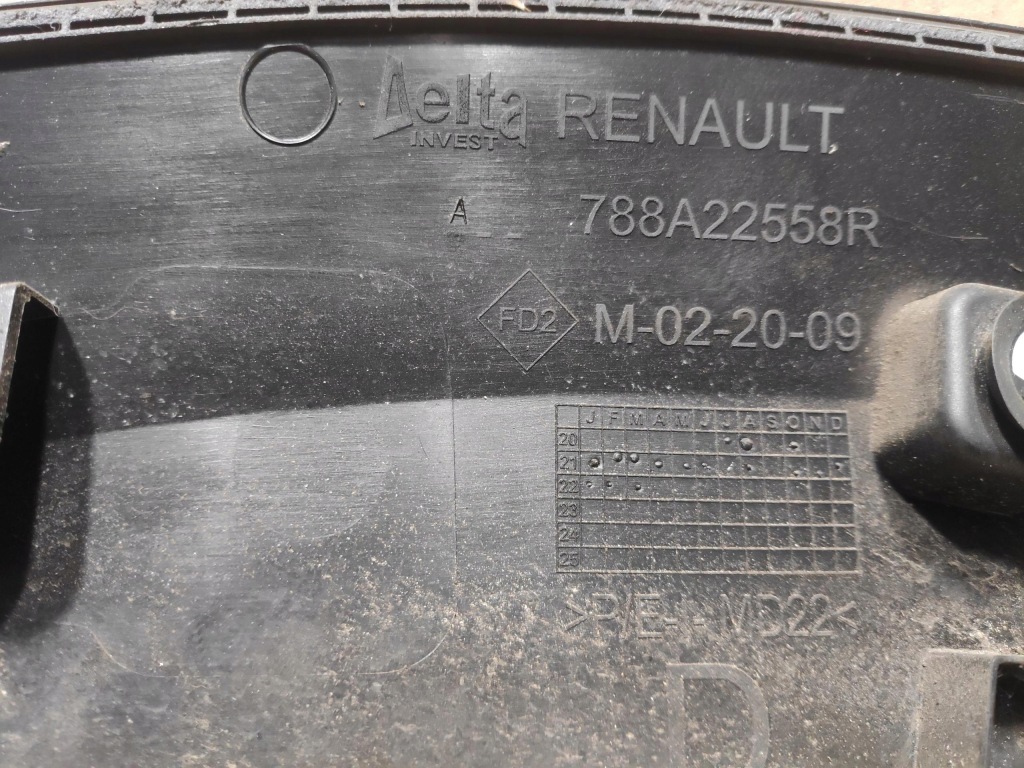 Delta INVEST RENAULT
A 788A22558R
FD2 M-02-20-09
J F M A M J J A S O N D
20
21
22
23
24
25
>P/E-
MD22<
D